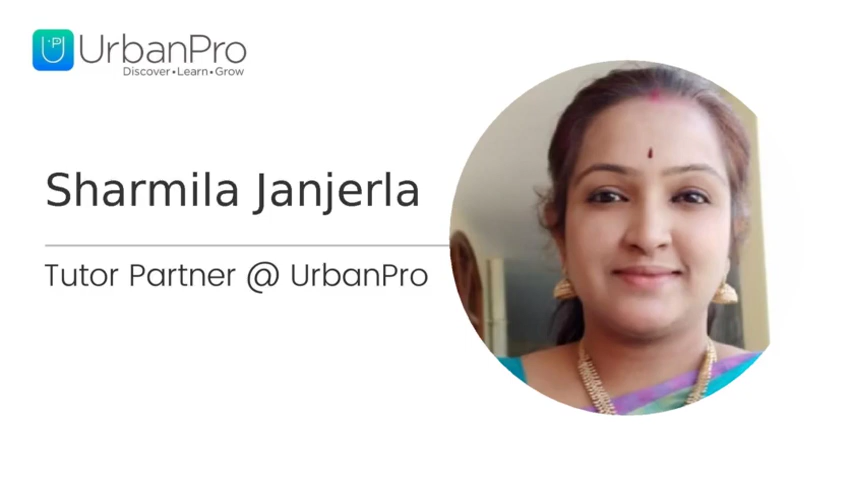 UrbanPro
Discover•Learn•Grow
Sharmila Janjerla
Tutor Partner @ UrbanPro